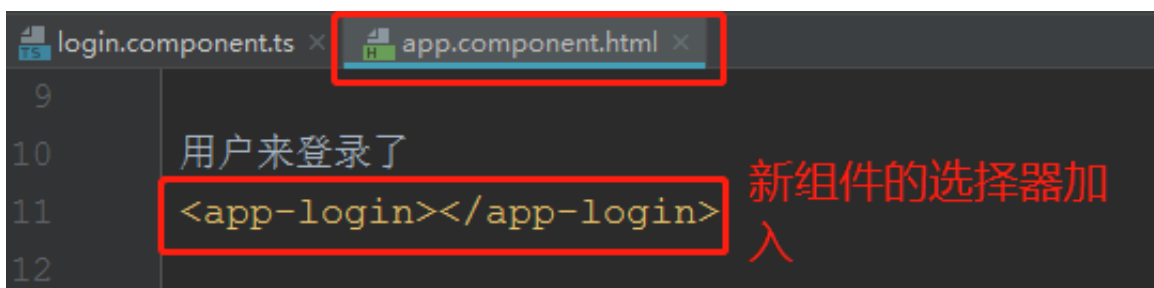 login.component.ts × app.component.html ×
9
10 用户来登录了
11 <app-login></app-login>
12
新组件的选择器加
入